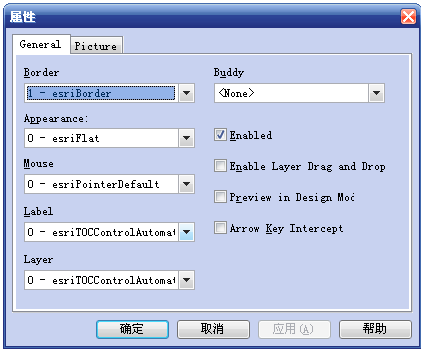 属性
General Picture
Border
1 - esriBorder
Appearance:
0 - esriFlat
Mouse
0 - esriPointerDefault
Label
0 - esriTOCControlAutomat
Layer
0 - esriTOCControlAutomat
Buddy
<None>
Enabled
Enable Layer Drag and Drop
Preview in Design Mod
Arrow Key Intercept
确定 取消 应用(A) 帮助